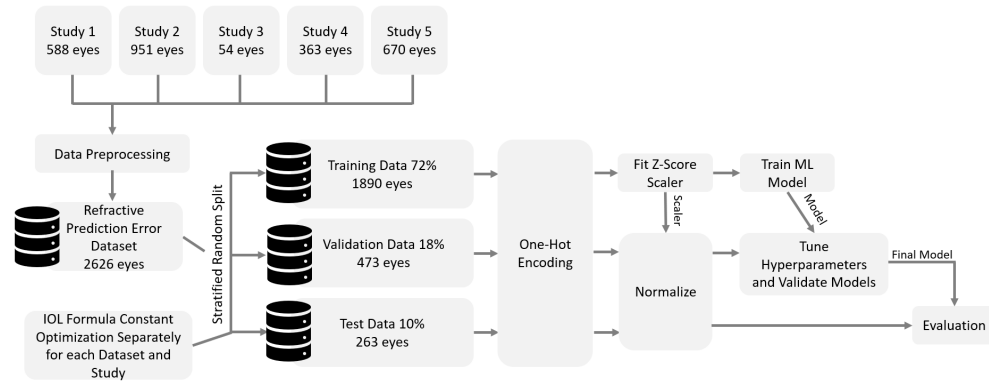 Study 1
588 eyes
Study 2
951 eyes
Study 3
54 eyes
Study 4
363 eyes
Study 5
670 eyes
Data Preprocessing
Refractive
Prediction Error
Dataset
2626 eyes
IOL Formula Constant
Optimization Separately
for each Dataset and
Study
Stratified Random Split
Training Data 72%
1890 eyes
Validation Data 18%
473 eyes
Test Data 10%
263 eyes
One-Hot
Encoding
Fit Z-Score
Scaler
Scaler
Normalize
Train ML
Model
Model
Tune
Hyperparameters
and Validate Models
Final Model
Evaluation